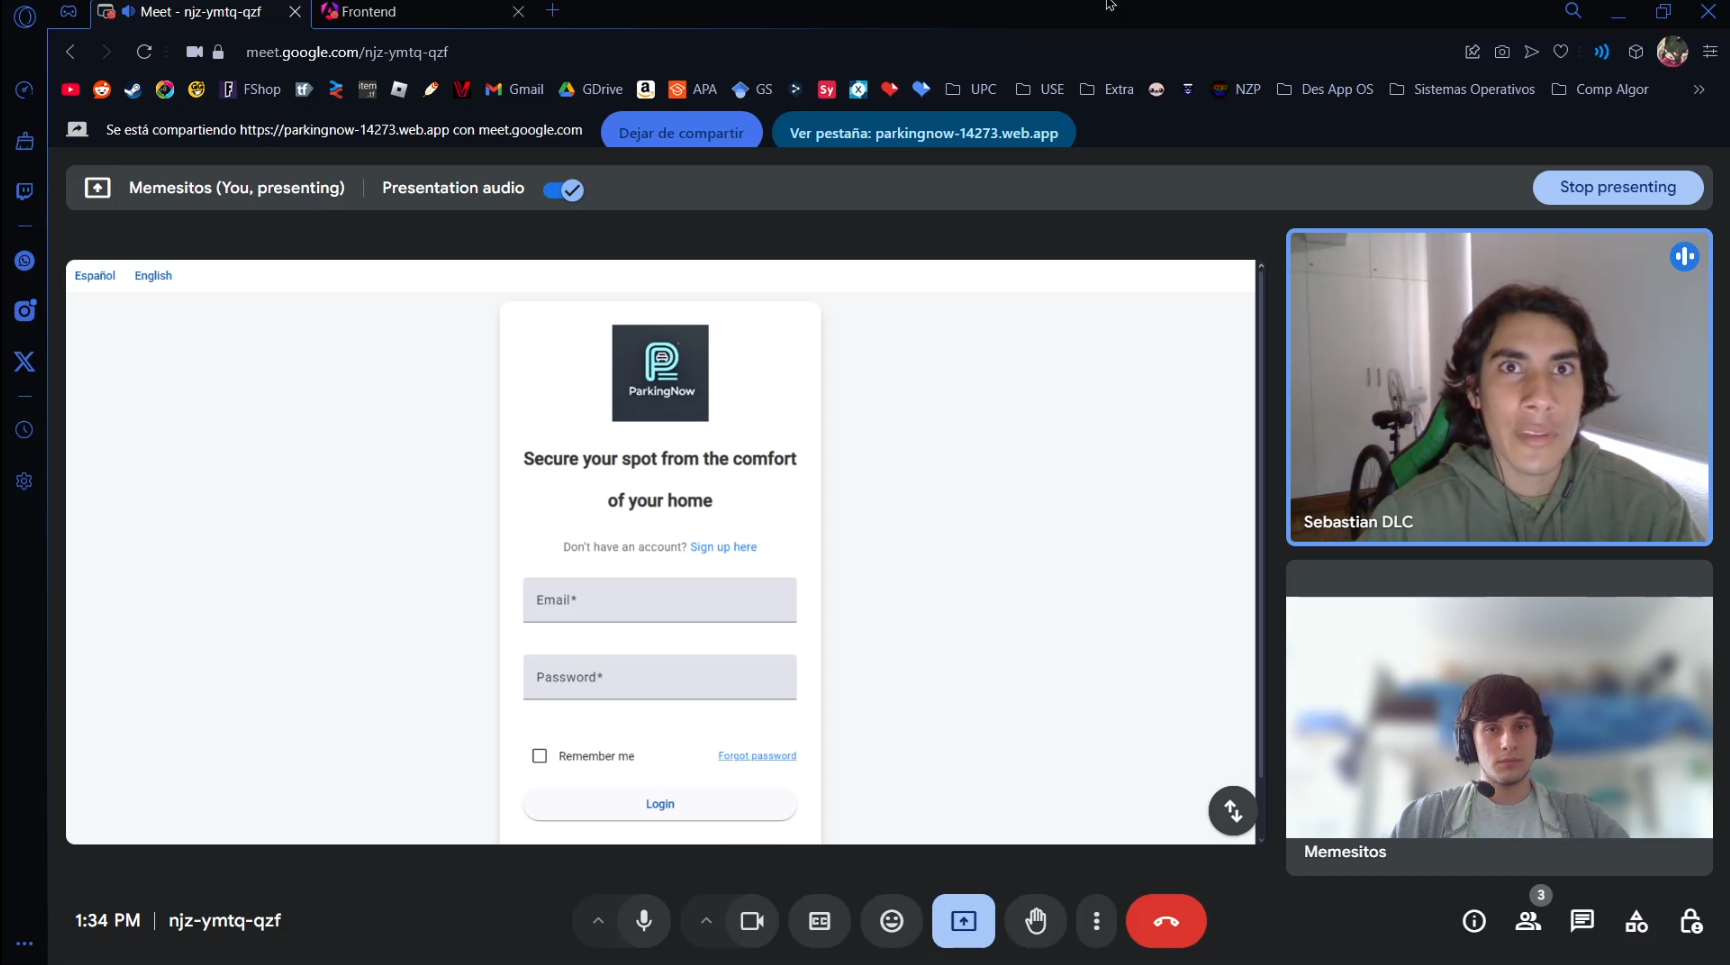 Meet - njz-ymtq-qzf
Frontend
meet.google.com/njz-ymtq-qzf
FShop
tf
item
.tf
Gmail
GDrive
APA
GS
Sy
UPC
USE
Extra
NZP
Des App OS
Sistemas Operativos
Comp Algor
Se está compartiendo https://parkingnow-14273.web.app con meet.google.com
Dejar de compartir
Ver pestaña: parkingnow-14273.web.app
Memesitos (You, presenting)
Presentation audio
Stop presenting
Español
English
ParkingNow
Secure your spot from the comfort
of your home
Don't have an account? Sign up here
Email*
Password*
Remember me
Forgot password
Login
Sebastian DLC
Memesitos
1:34 PM
njz-ymtq-qzf
3